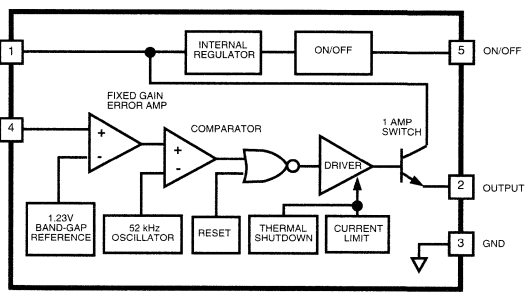 1
INTERNAL
REGULATOR
ON/OFF
5
ON/OFF
FIXED GAIN
ERROR AMP
COMPARATOR
1 AMP
SWITCH
4
+
-
+
-
DRIVER
2
OUTPUT
1.23V
BAND-GAP
REFERENCE
52 kHz
OSCILLATOR
RESET
THERMAL
SHUTDOWN
CURRENT
LIMIT
3
GND